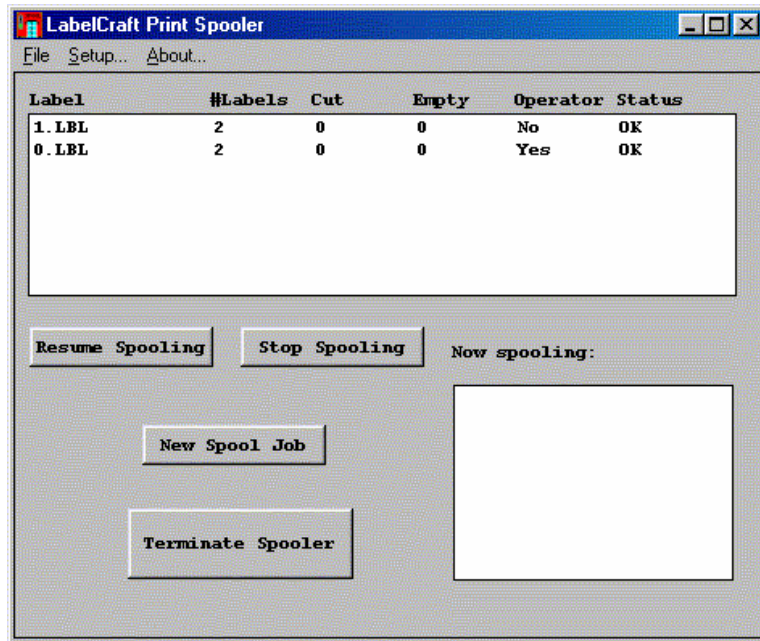 LabelCraft Print Spooler
File Setup... About...
Label #Labels Cut Empty Operator Status
1.LBL 2 0 0 No OK
0.LBL 2 0 0 Yes OK
Resume Spooling Stop Spooling Now spooling:
New Spool Job
Terminate Spooler